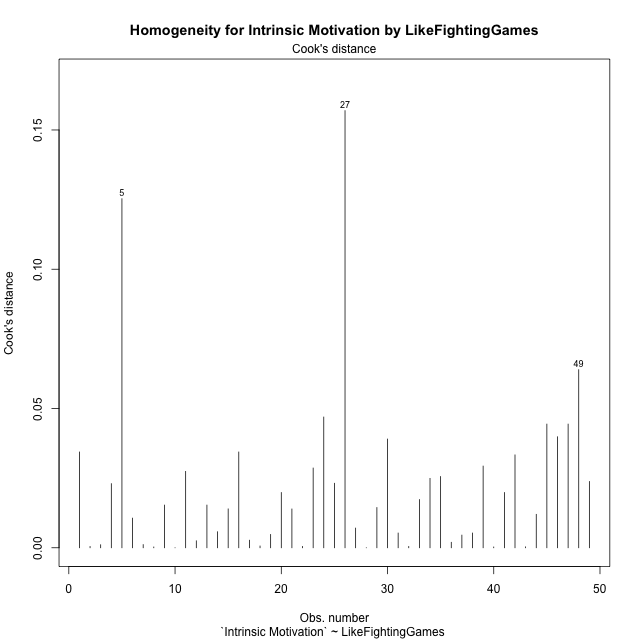 Homogeneity for Intrinsic Motivation by LikeFightingGames
Cook's distance
27
5
49
Cook's distance
0.15
0.10
0.05
0.00
0 10 20 30 40 50
Obs. number
`Intrinsic Motivation` ~ LikeFightingGames